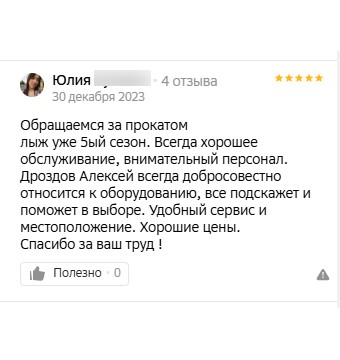 Юлия · 4 отзыва
30 декабря 2023
Обращаемся за прокатом
лыж уже 5ый сезон. Всегда хорошее
обслуживание, внимательный персонал.
Дроздов Алексей всегда добросовестно
относится к оборудованию, все подскажет и
поможет в выборе. Удобный сервис и
местоположение. Хорошие цены.
Спасибо за ваш труд !
Полезно · 0